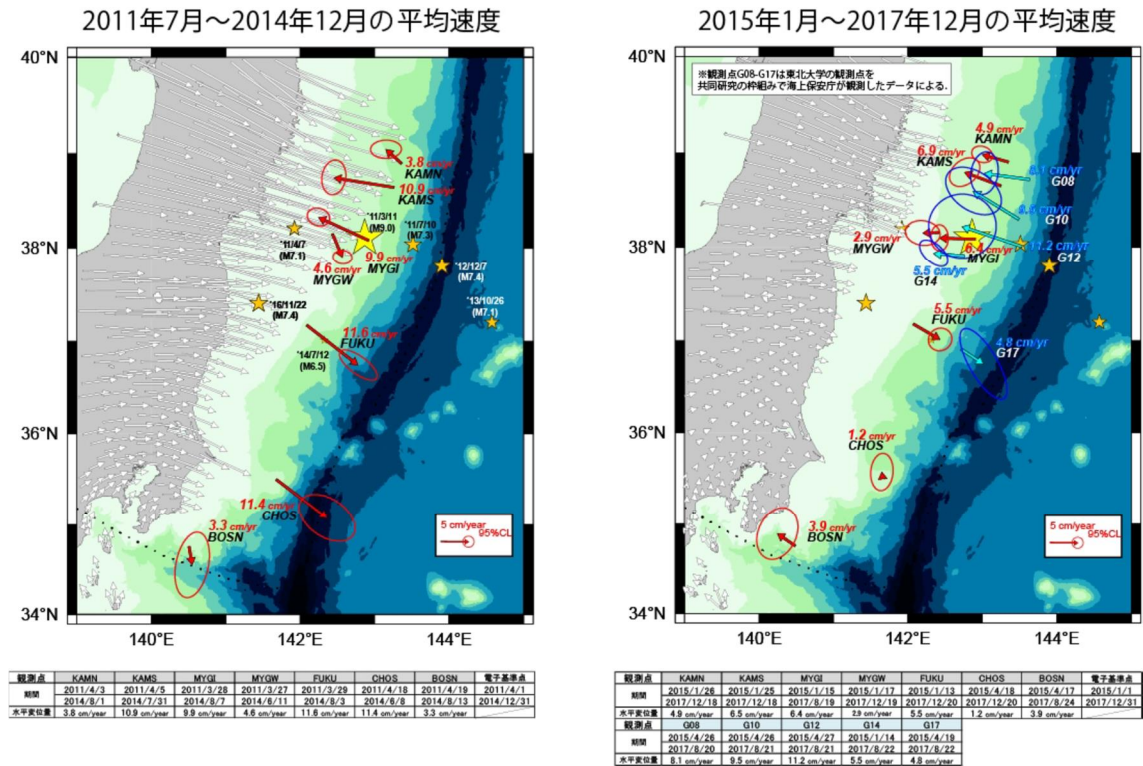 2011年7月～2014年12月の平均速度
40°N
38°N
36°N
34°N
140°E
142°E
144°E
3.8 cm/yr
KAMN
10.9 cm/yr
KAMS
'11/3/11
(M9.0)
'11/7/10
(M7.3)
'11/4/7
(M7.1)
9.9 cm/yr
MYGI
4.6 cm/yr
MYGW
'12/12/7
(M7.4)
'13/10/26
(M7.1)
'16/11/22
(M7.4)
11.6 cm/yr
FUKU
'14/7/12
(M6.5)
11.4 cm/yr
CHOS
3.3 cm/yr
BOSN
5 cm/year
95%CL
観測点 KAMN KAMS MYGI MYGW FUKU CHOS BOSN 電子基準点
期間 2011/4/3 2011/4/5 2011/3/28 2011/3/27 2011/3/29 2011/4/18 2011/4/19 2011/4/1
2014/8/1 2014/7/31 2014/8/7 2014/6/11 2014/8/3 2014/6/8 2014/8/13 2014/12/31
水平変位量 3.8 cm/year 10.9 cm/year 9.9 cm/year 4.6 cm/year 11.6 cm/year 11.4 cm/year 3.3 cm/year
2015年1月～2017年12月の平均速度
※観測点G08-G17は東北大学の観測点を
共同研究の枠組みで海上保安庁が観測したデータによる.
40°N
38°N
36°N
34°N
140°E
142°E
144°E
4.9 cm/yr
KAMN
6.9 cm/yr
KAMS
8.1 cm/yr
G08
cm/yr
G10
2.9 cm/yr
MYGW
6.4 cm/yr
MYGI
11.2 cm/yr
G12
5.5 cm/yr
G14
5.5 cm/yr
FUKU
4.8 cm/yr
G17
1.2 cm/yr
CHOS
3.9 cm/yr
BOSN
5 cm/year
95%CL
観測点 KAMN KAMS MYGI MYGW FUKU CHOS BOSN 電子基準点
期間 2015/1/26 2015/1/25 2015/1/15 2015/1/17 2015/1/13 2015/4/18 2015/4/17 2015/1/1
2017/12/18 2017/12/18 2017/8/19 2017/12/19 2017/12/20 2017/12/20 2017/8/24 2017/12/31
水平変位量 4.9 cm/year 6.5 cm/year 6.4 cm/year 2.9 cm/year 5.5 cm/year 1.2 cm/year 3.9 cm/year
観測点 G08 G10 G12 G14 G17
期間 2015/4/26 2015/4/26 2015/4/27 2015/1/14 2015/4/19
2017/8/20 2017/8/21 2017/8/21 2017/8/22 2017/8/22
水平変位量 8.1 cm/year 9.5 cm/year 11.2 cm/year 5.5 cm/year 4.8 cm/year